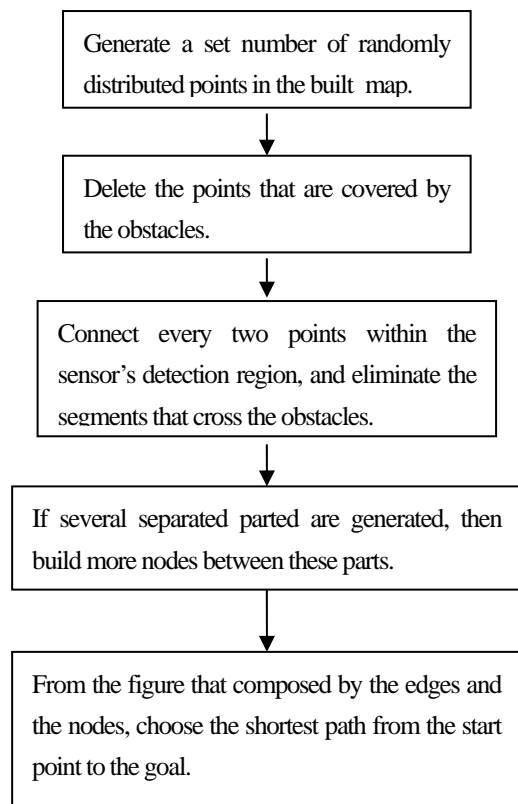 Generate a set number of randomly
distributed points in the built map.
Delete the points that are covered by
the obstacles.
Connect every two points within the
sensor's detection region, and eliminate the
segments that cross the obstacles.
If several separated parted are generated, then
build more nodes between these parts.
From the figure that composed by the edges and
the nodes, choose the shortest path from the start
point to the goal.